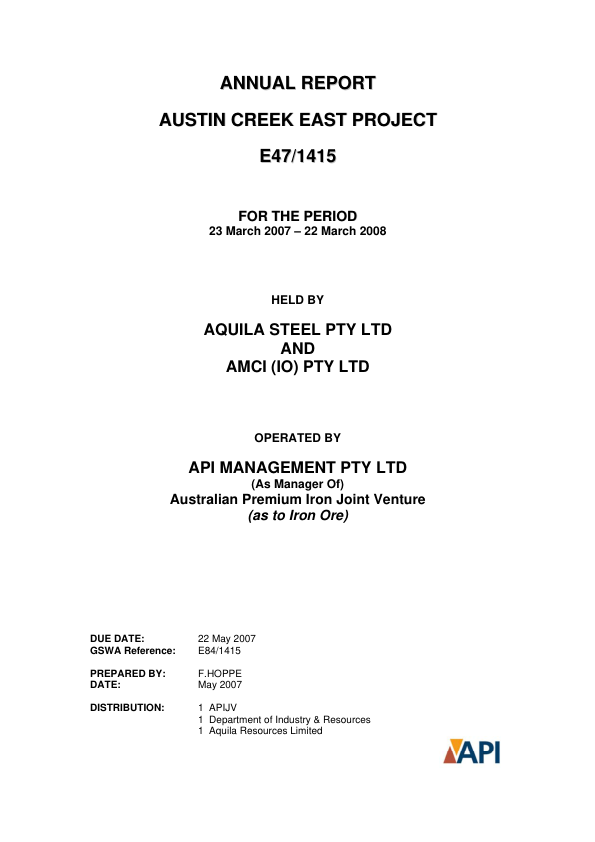 ANNUAL REPORT
AUSTIN CREEK EAST PROJECT
E47/1415
FOR THE PERIOD
23 March 2007 – 22 March 2008
HELD BY
AQUILA STEEL PTY LTD
AND
AMCI (IO) PTY LTD
OPERATED BY
API MANAGEMENT PTY LTD
(As Manager Of)
Australian Premium Iron Joint Venture
(as to Iron Ore)
DUE DATE: 22 May 2007
GSWA Reference: E84/1415
PREPARED BY: F.HOPPE
DATE: May 2007
DISTRIBUTION: 1 APIJV
1 Department of Industry & Resources
1 Aquila Resources Limited
API